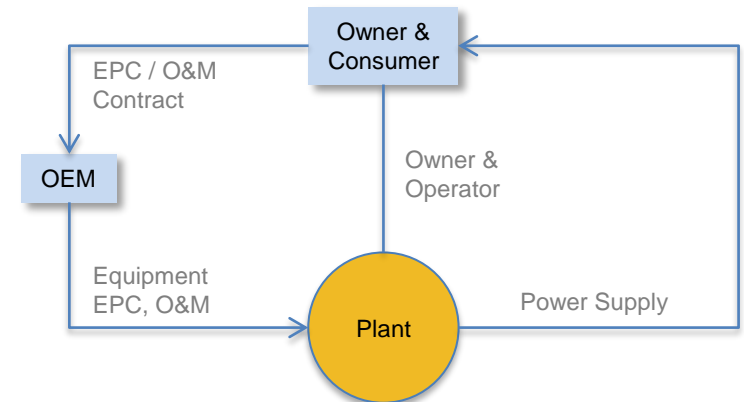 Owner &
Consumer
EPC / O&M
Contract
OEM
Owner &
Operator
Equipment
EPC, O&M
Plant
Power Supply